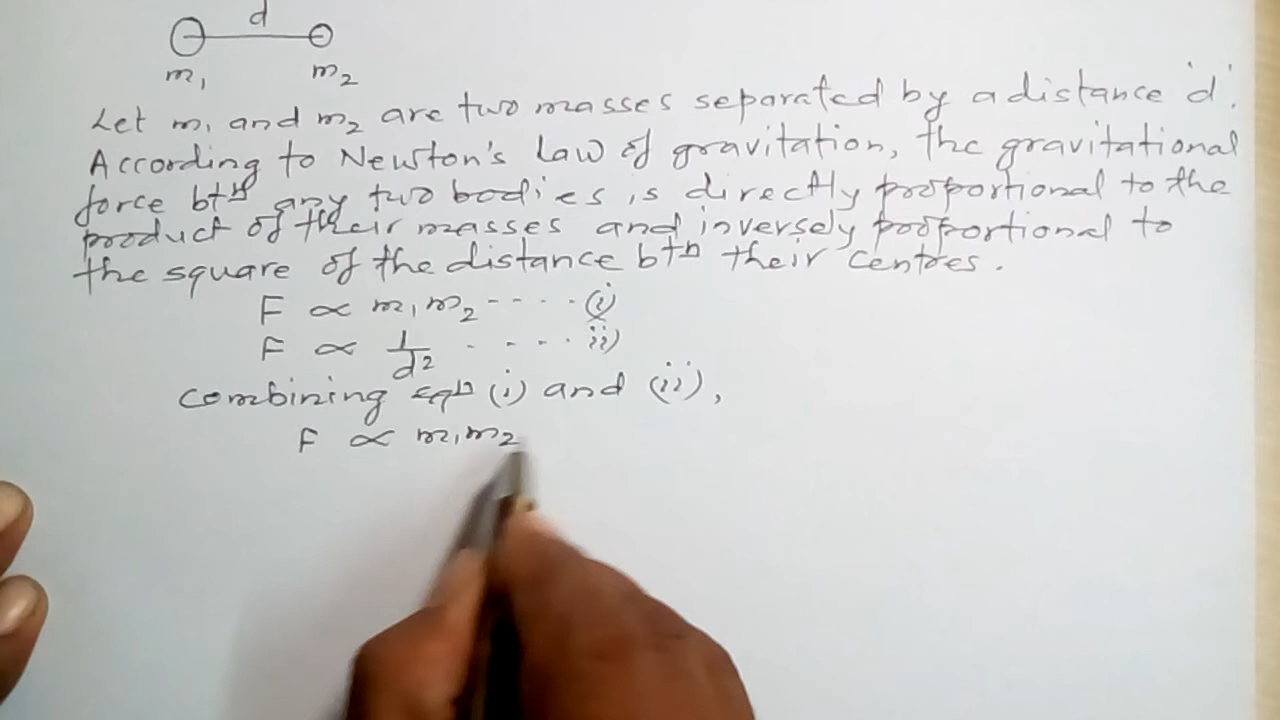 d
m₁ m₂
Let m₁ and m₂ are two masses separated by a distance 'd'.
According to Newton's Law of gravitation, the gravitational
force btⁿ any two bodies is directly proportional to the
product of their masses and inversely proportional to
the square of the distance btⁿ their centres.
F ∝ m₁m₂ ---- (i)
F ∝ 1/d² - - - - ii)
combining eqⁿ (i) and (ii),
F ∝ m₁m₂